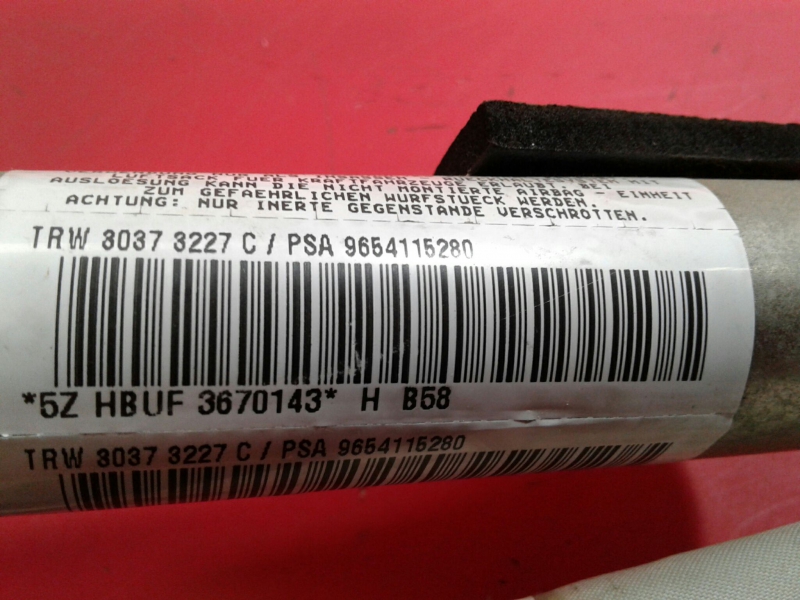 LUFTSACK
AUSLOESUNG KANN DIE NICHT MONTIERTE AIRBAG EINHEIT
ZUM GEFAEHRLICHEN WURFSTUECK WERDEN.
ACHTUNG: NUR INERTE GEGENSTANDE VERSCHROTTEN.
TRW 3037 3227 C / PSA 9654115280
*5Z HBUF 3670143* H B58
TRW 3037 3227 C / PSA 9654115280